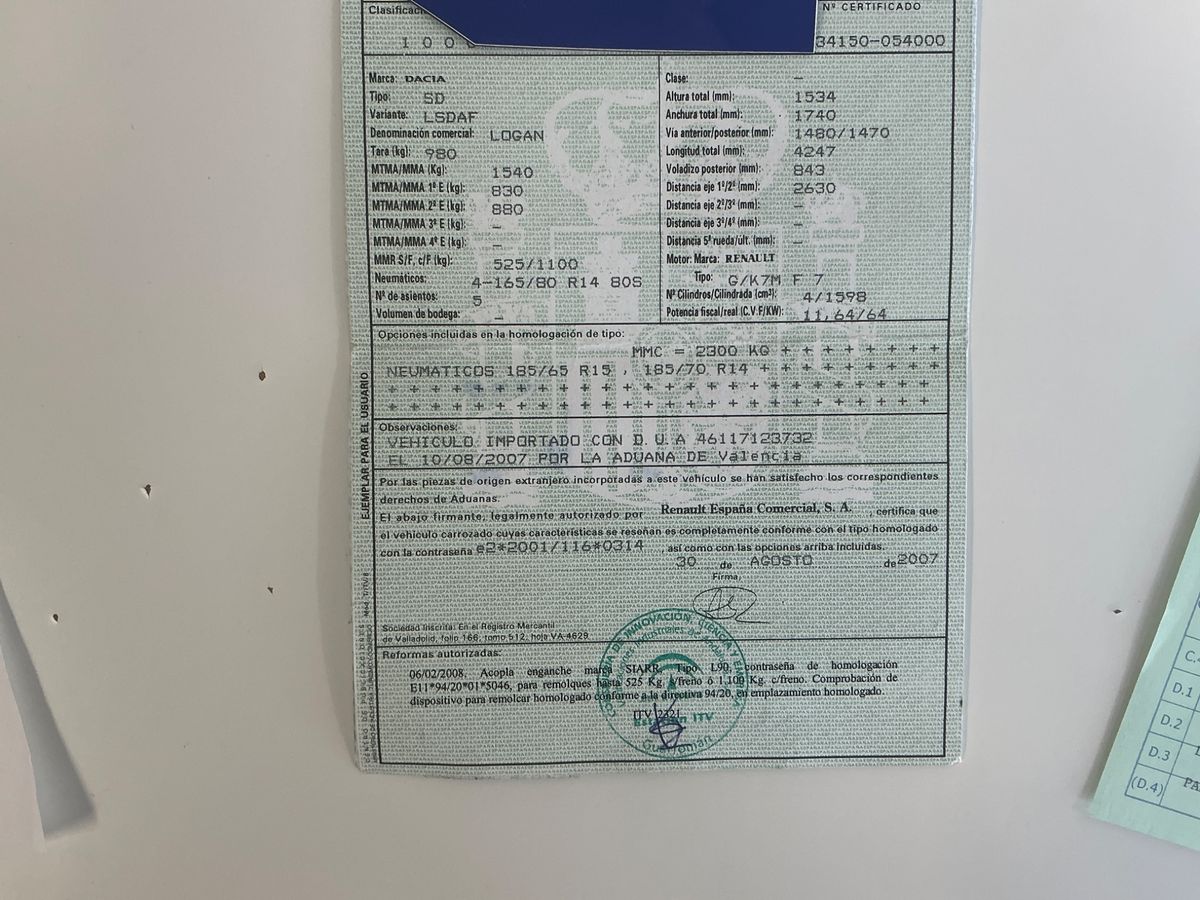 Nº CERTIFICADO
34150-054000
Marca: DACIA
Tipo: SD
Variante: LSDAF
Denominación comercial: LOGAN
Tara (kg): 980
MTMA/MMA (Kg): 1540
MTMA/MMA 1º E (kg): 830
MTMA/MMA 2º E (kg): 880
MTMA/MMA 3º E (kg): –
MTMA/MMA 4º E (kg): –
MMR S/F, c/F (kg): 525/1100
Neumáticos: 4-165/80 R14 80S
Nº de asientos: 5
Volumen de bodega: –
Clase: –
Altura total (mm): 1534
Anchura total (mm): 1740
Vía anterior/posterior (mm): 1480/1470
Longitud total (mm): 4247
Voladizo posterior (mm): 843
Distancia eje 1º/2º (mm): 2630
Distancia eje 2º/3º (mm): –
Distancia eje 3º/4º (mm): –
Distancia 5ª rueda/últ. (mm): –
Motor: Marca: RENAULT
Tipo: G/K7M F 7
Nº Cilindros/Cilindrada (cm³): 4/1598
Potencia fiscal/real (C.V.F/KW): 11,64/64
Opciones incluidas en la homologación de tipo:
MMC = 2300 KG + + + + + + + + +
NEUMATICOS 185/65 R15 , 185/70 R14 + + + + + + + + + +
+ + + + + + + + + + + + + + + + + + + + + + + + + +
+ + + + + + + + + + + + + + + + + + + + + + + + + +
EJEMPLAR PARA EL USUARIO
Observaciones:
VEHICULO IMPORTADO CON D.U.A 46117123732
EL 10/08/2007 POR LA ADUANA DE Valencia
Por las piezas de origen extranjero incorporadas a este vehículo se han satisfecho los correspondientes
derechos de Aduanas.
El abajo firmante, legalmente autorizado por Renault España Comercial, S. A. , certifica que
el vehículo carrozado cuyas características se reseñan es completamente conforme con el tipo homologado
con la contraseña e2*2001/116*0314 , así como con las opciones arriba incluidas.
30 de AGOSTO de 2007
Firma,
Sociedad Inscrita: En el Registro Mercantil
de Valladolid, folio 166, tomo 512, hoja VA-4629
Reformas autorizadas:
06/02/2008. Acopla enganche marca SIARR, Tipo L90, contraseña de homologación
E11*94/20*01*5046, para remolques hasta 525 Kg. s/freno ó 1.100 Kg. c/freno. Comprobación de
dispositivo para remolcar homologado conforme a la directiva 94/20, en emplazamiento homologado.
D.1
D.2
D.3
(D.4)